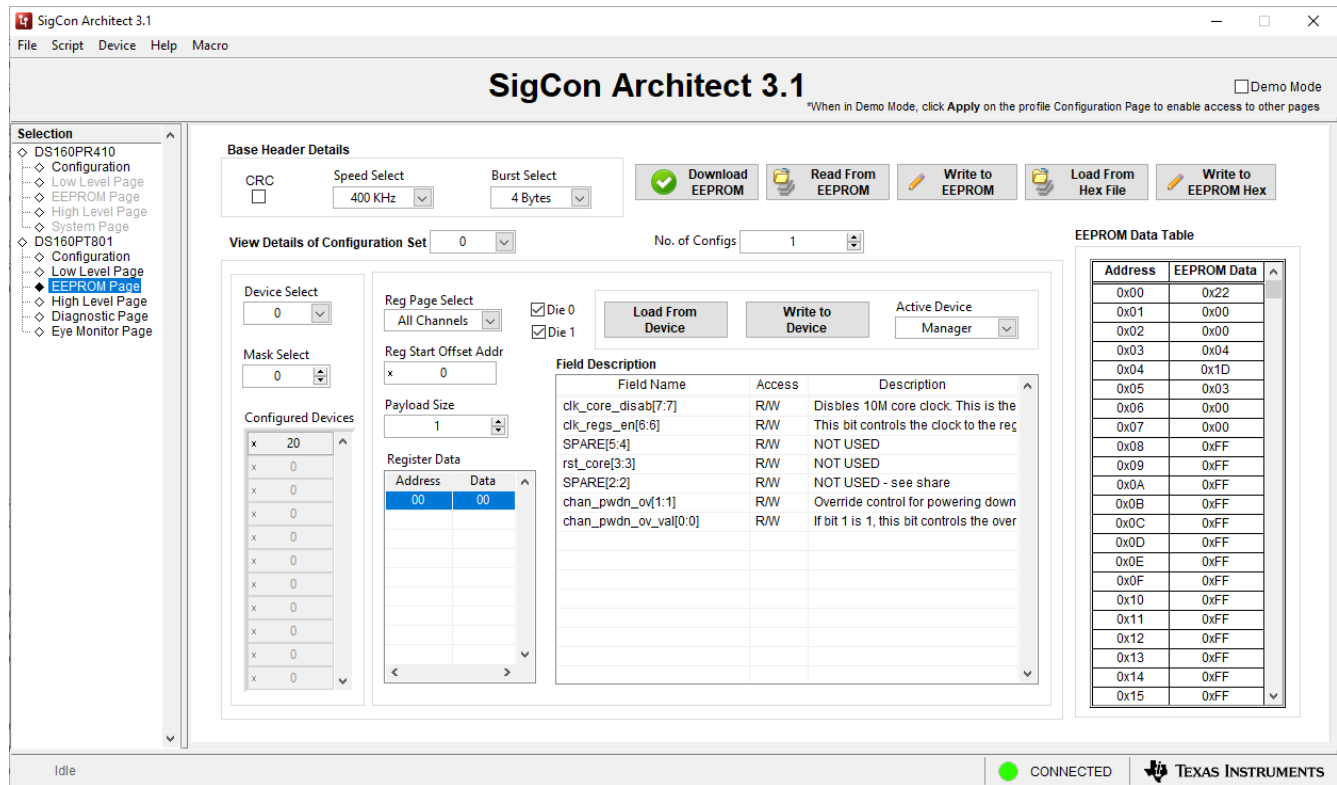 SigCon Architect 3.1
File Script Device Help Macro
SigCon Architect 3.1
Demo Mode
*When in Demo Mode, click Apply on the profile Configuration Page to enable access to other pages
Selection
DS160PR410
Configuration
Low Level Page
EEPROM Page
High Level Page
System Page
DS160PT801
Configuration
Low Level Page
EEPROM Page
High Level Page
Diagnostic Page
Eye Monitor Page
Base Header Details
CRC
Speed Select
400 KHz
Burst Select
4 Bytes
Download EEPROM
Read From EEPROM
Write to EEPROM
Load From Hex File
Write to EEPROM Hex
View Details of Configuration Set 0
No. of Configs 1
Device Select
0
Mask Select
0
Configured Devices
x 20
x 0
x 0
x 0
x 0
x 0
x 0
x 0
x 0
x 0
x 0
Reg Page Select
All Channels
Die 0
Die 1
Reg Start Offset Addr
x 0
Payload Size
1
Register Data
Address Data
00 00
Load From Device
Write to Device
Active Device
Manager
Field Description
Field Name Access Description
clk_core_disab[7:7] R/W Disbles 10M core clock. This is the
clk_regs_en[6:6] R/W This bit controls the clock to the reg
SPARE[5:4] R/W NOT USED
rst_core[3:3] R/W NOT USED
SPARE[2:2] R/W NOT USED - see share
chan_pwdn_ov[1:1] R/W Override control for powering down
chan_pwdn_ov_val[0:0] R/W If bit 1 is 1, this bit controls the over
EEPROM Data Table
Address EEPROM Data
0x00 0x22
0x01 0x00
0x02 0x00
0x03 0x04
0x04 0x1D
0x05 0x03
0x06 0x00
0x07 0x00
0x08 0xFF
0x09 0xFF
0x0A 0xFF
0x0B 0xFF
0x0C 0xFF
0x0D 0xFF
0x0E 0xFF
0x0F 0xFF
0x10 0xFF
0x11 0xFF
0x12 0xFF
0x13 0xFF
0x14 0xFF
0x15 0xFF
Idle
CONNECTED
TEXAS INSTRUMENTS